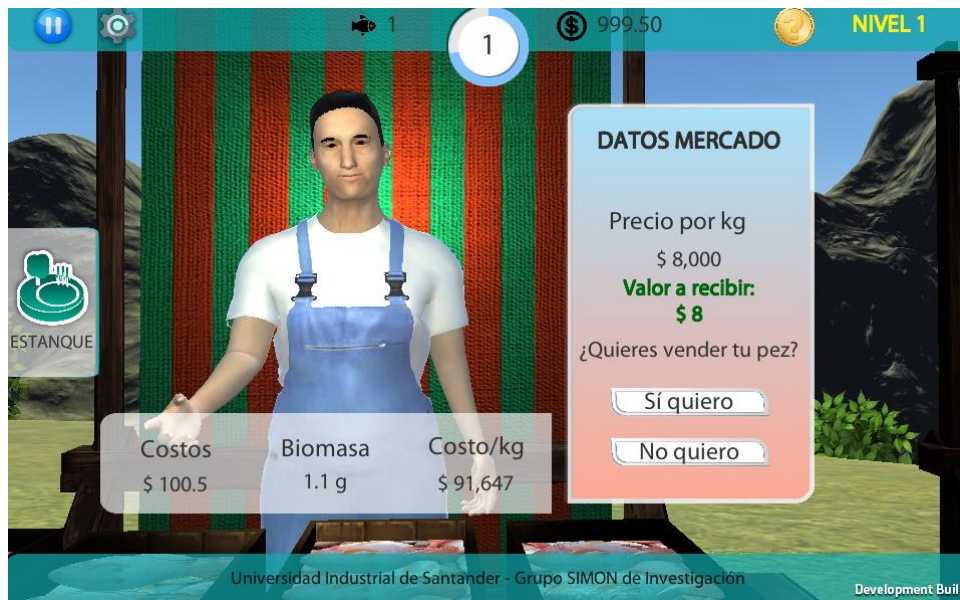 1
1
999.50
NIVEL 1
DATOS MERCADO
Precio por kg
$ 8,000
Valor a recibir:
$ 8
¿Quieres vender tu pez?
Sí quiero
No quiero
ESTANQUE
Costos
Biomasa
Costo/kg
$ 100.5
1.1 g
$ 91,647
Universidad Industrial de Santander - Grupo SIMON de Investigación
Development Buil